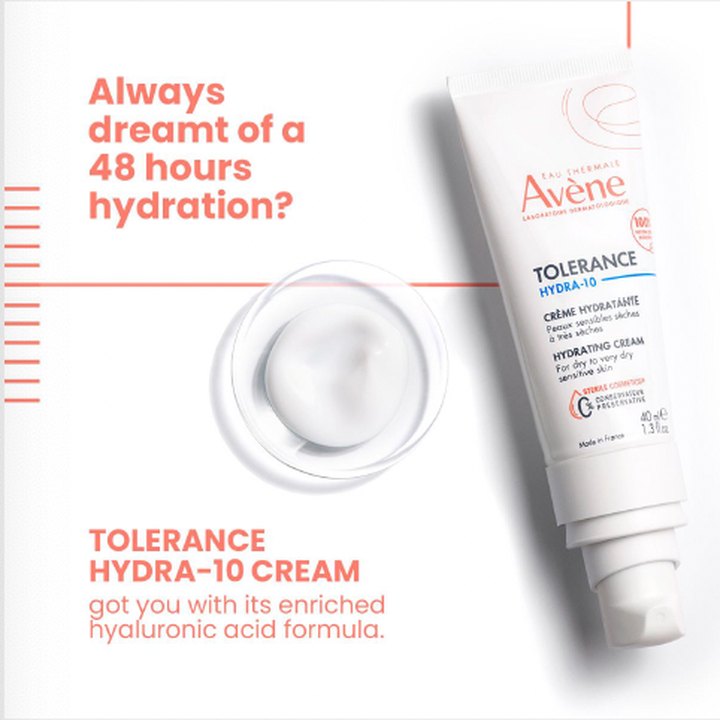 Always
dreamt of a
48 hours
hydration?
EAU THERMALE
Avène
LABORATOIRE DERMATOLOGIQUE
100%
TOLERANCE
HYDRA-10
CRÈME HYDRATANTE
Peaux sensibles sèches
à très sèches
HYDRATING CREAM
For dry to very dry
sensitive skin
STERILE COSMETICS
0% CONSERVATEUR
PRESERVATIVE
40 mle
1.3 fl.oz.
Made in France
TOLERANCE
HYDRA-10 CREAM
got you with its enriched
hyaluronic acid formula.